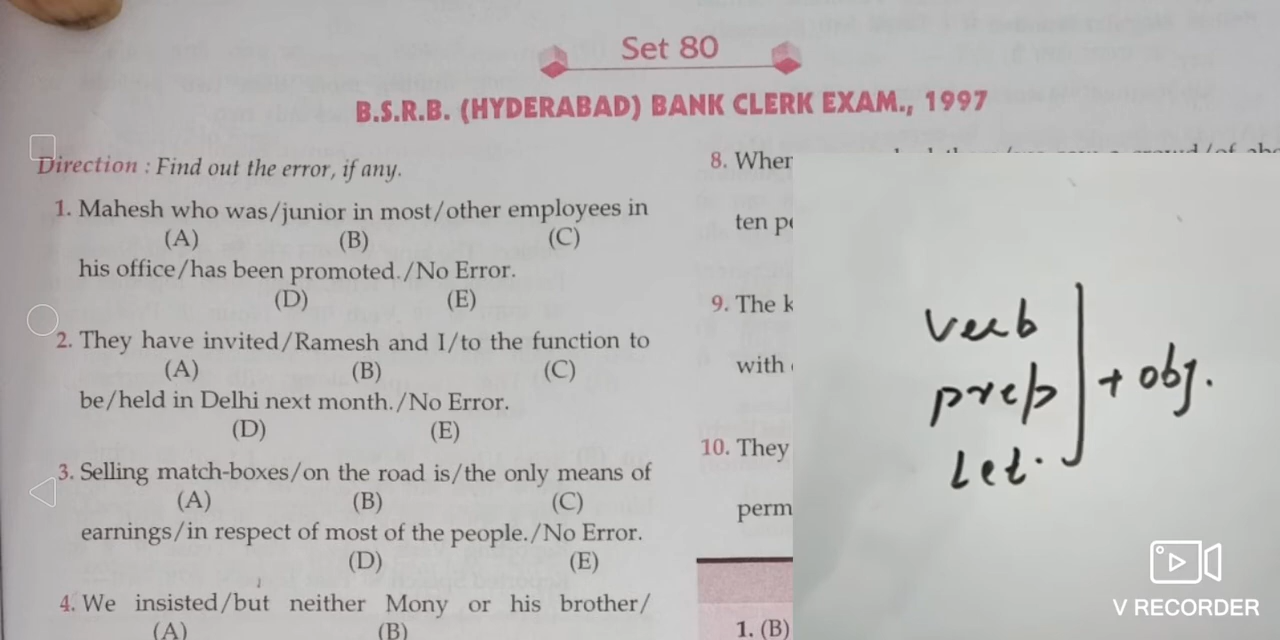 Set 80
B.S.R.B. (HYDERABAD) BANK CLERK EXAM., 1997
Direction : Find out the error, if any.
1. Mahesh who was/junior in most/other employees in
(A) (B) (C)
his office/has been promoted./No Error.
(D) (E)
2. They have invited/Ramesh and I/to the function to
(A) (B) (C)
be/held in Delhi next month./No Error.
(D) (E)
3. Selling match-boxes/on the road is/the only means of
(A) (B) (C)
earnings/in respect of most of the people./No Error.
(D) (E)
4. We insisted/but neither Mony or his brother/
(A) (B)
8. When
ten
9. The k
with
10. They
perm
1. (B)
Verb
prep + obj.
Let.
V RECORDER